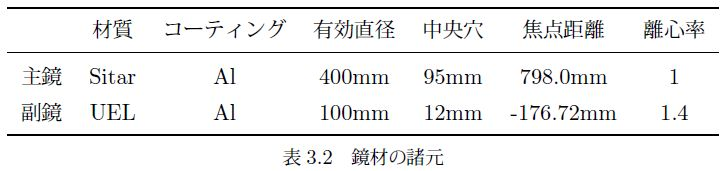 材質 コーティング 有効直径 中央穴 焦点距離 離心率
主鏡 Sitar Al 400mm 95mm 798.0mm 1
副鏡 UEL Al 100mm 12mm -176.72mm 1.4
表 3.2 鏡材の諸元